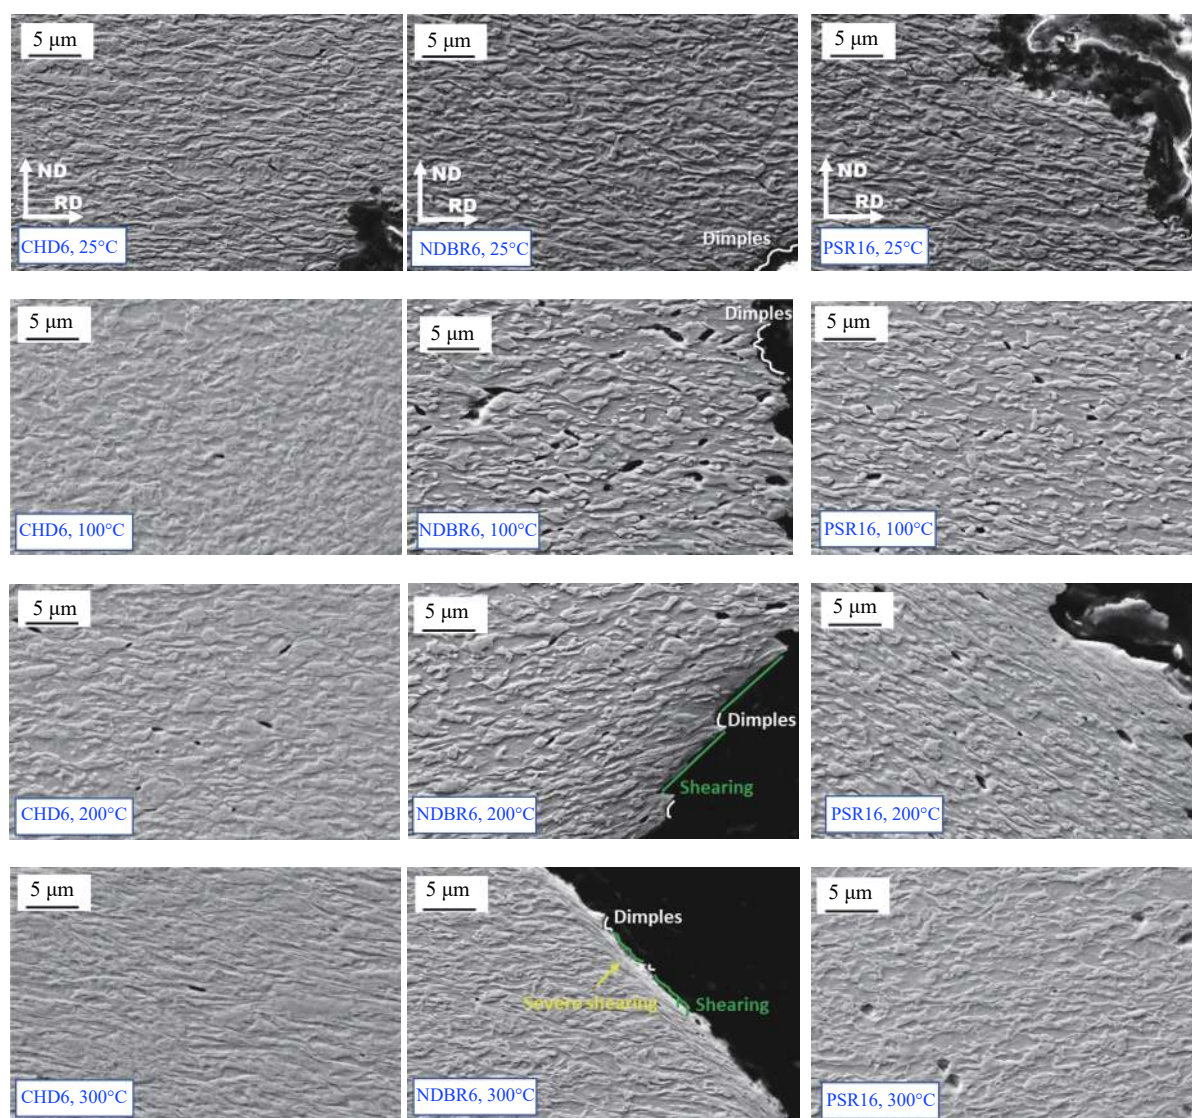 5 μm
ND
RD
CHD6, 25°C
5 μm
ND
RD
Dimples
NDBR6, 25°C
5 μm
ND
RD
PSR16, 25°C
5 μm
CHD6, 100°C
5 μm
Dimples
NDBR6, 100°C
5 μm
PSR16, 100°C
5 μm
CHD6, 200°C
5 μm
Dimples
Shearing
NDBR6, 200°C
5 μm
PSR16, 200°C
5 μm
CHD6, 300°C
5 μm
Dimples
Severe shearing
Shearing
NDBR6, 300°C
5 μm
PSR16, 300°C